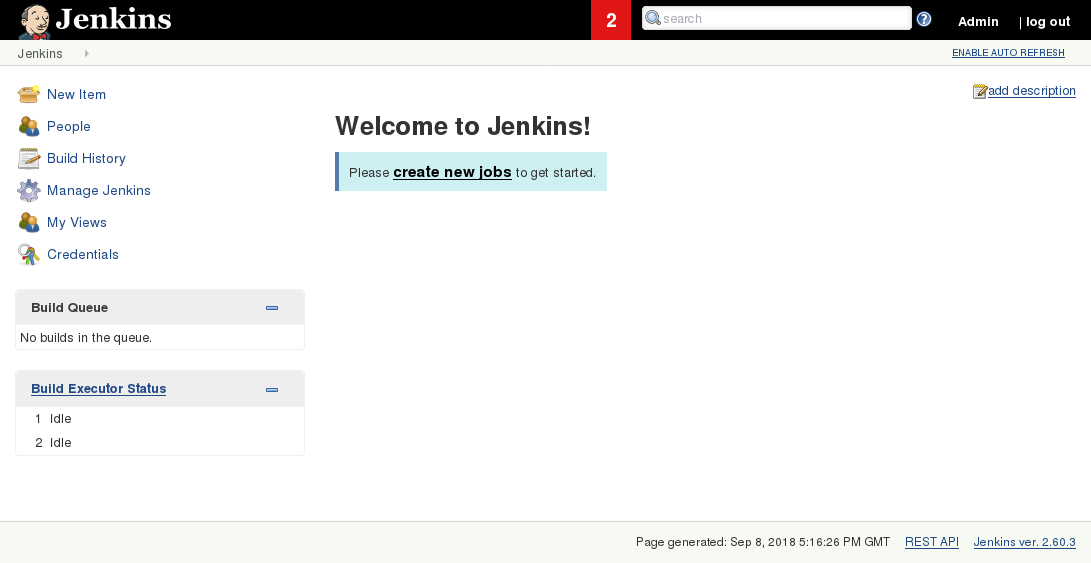 Jenkins
2
search
Admin
| log out
Jenkins
ENABLE AUTO REFRESH
New Item
People
Build History
Manage Jenkins
My Views
Credentials
add description
Welcome to Jenkins!
Please create new jobs to get started.
Build Queue
No builds in the queue.
Build Executor Status
1 Idle
2 Idle
Page generated: Sep 8, 2018 5:16:26 PM GMT REST API Jenkins ver. 2.60.3